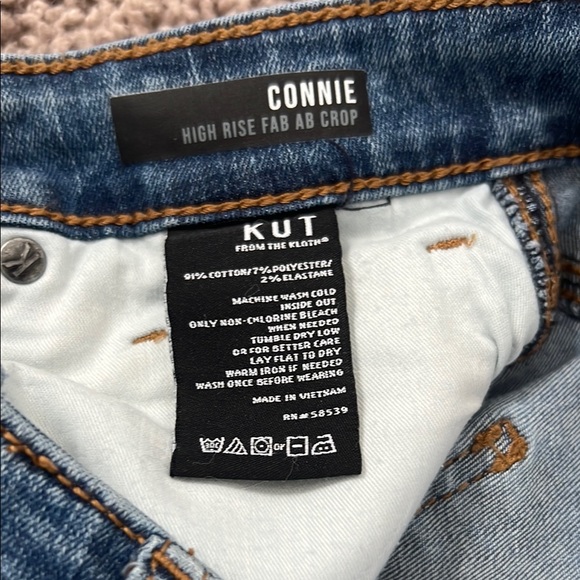 CONNIE
HIGH RISE FAB AB CROP
KUT
FROM THE KLOTH®
91% COTTON/7% POLYESTER/
2% ELASTANE
MACHINE WASH COLD
INSIDE OUT
ONLY NON-CHLORINE BLEACH
WHEN NEEDED
TUMBLE DRY LOW
OR FOR BETTER CARE
LAY FLAT TO DRY
WARM IRON IF NEEDED
WASH ONCE BEFORE WEARING
MADE IN VIETNAM
RN# 58539
or